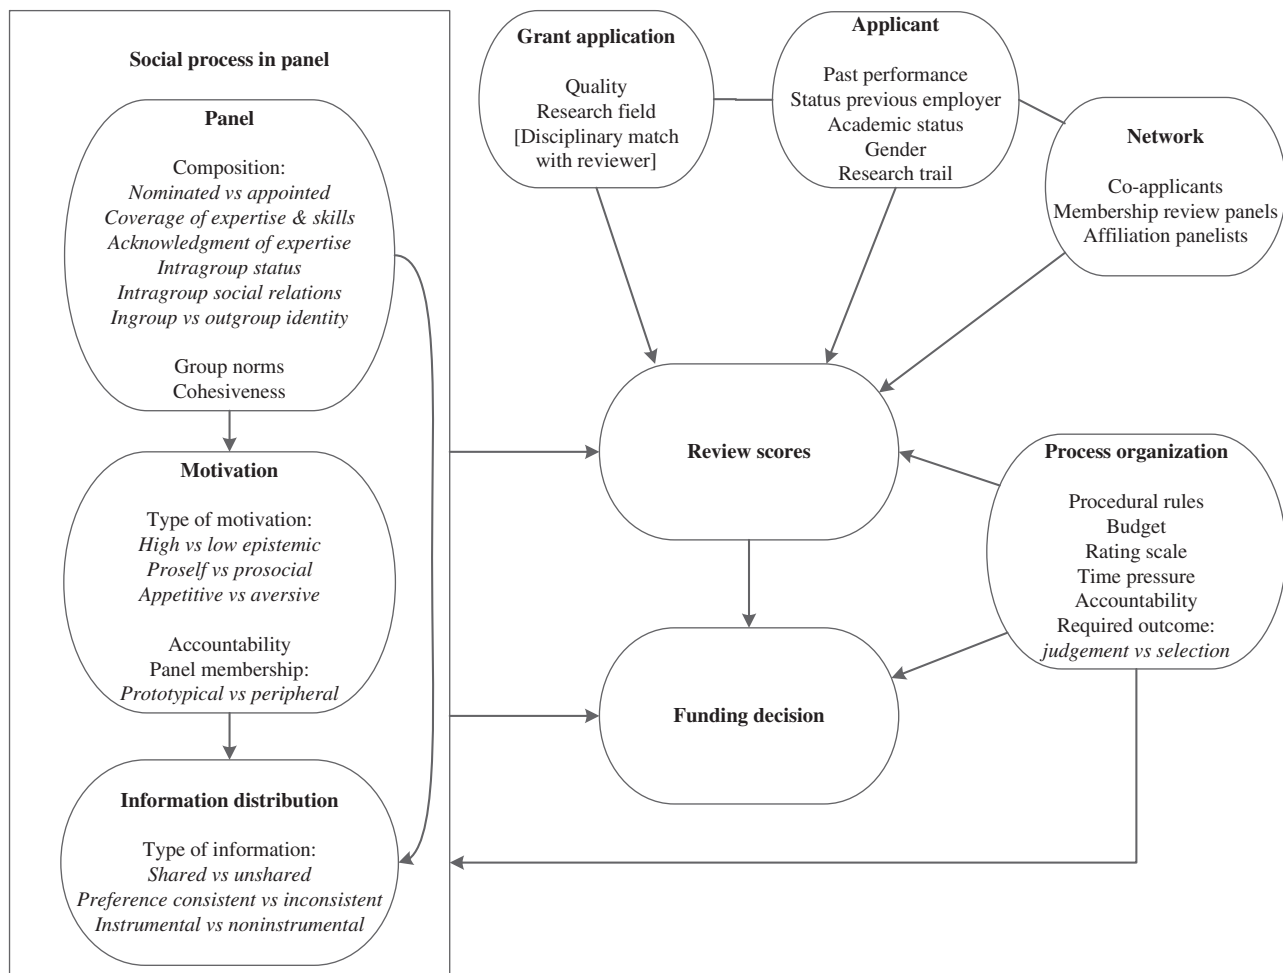 Social process in panel
Panel
Composition:
Nominated vs appointed
Coverage of expertise & skills
Acknowledgment of expertise
Intragroup status
Intragroup social relations
Ingroup vs outgroup identity
Group norms
Cohesiveness
Motivation
Type of motivation:
High vs low epistemic
Proself vs prosocial
Appetitive vs aversive
Accountability
Panel membership:
Prototypical vs peripheral
Information distribution
Type of information:
Shared vs unshared
Preference consistent vs inconsistent
Instrumental vs noninstrumental
Grant application
Quality
Research field
[Disciplinary match
with reviewer]
Applicant
Past performance
Status previous employer
Academic status
Gender
Research trail
Network
Co-applicants
Membership review panels
Affiliation panelists
Review scores
Process organization
Procedural rules
Budget
Rating scale
Time pressure
Accountability
Required outcome:
judgement vs selection
Funding decision